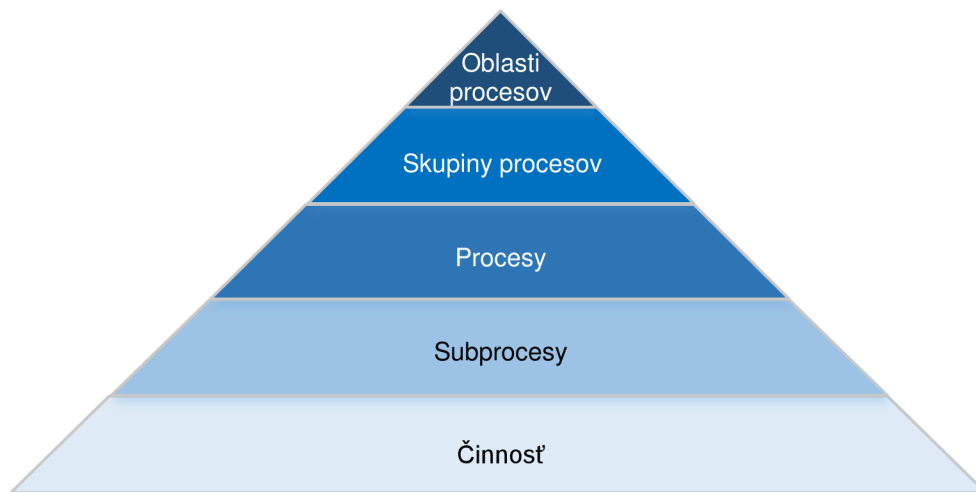 Oblasti
procesov
Skupiny procesov
Procesy
Subprocesy
Činnosť